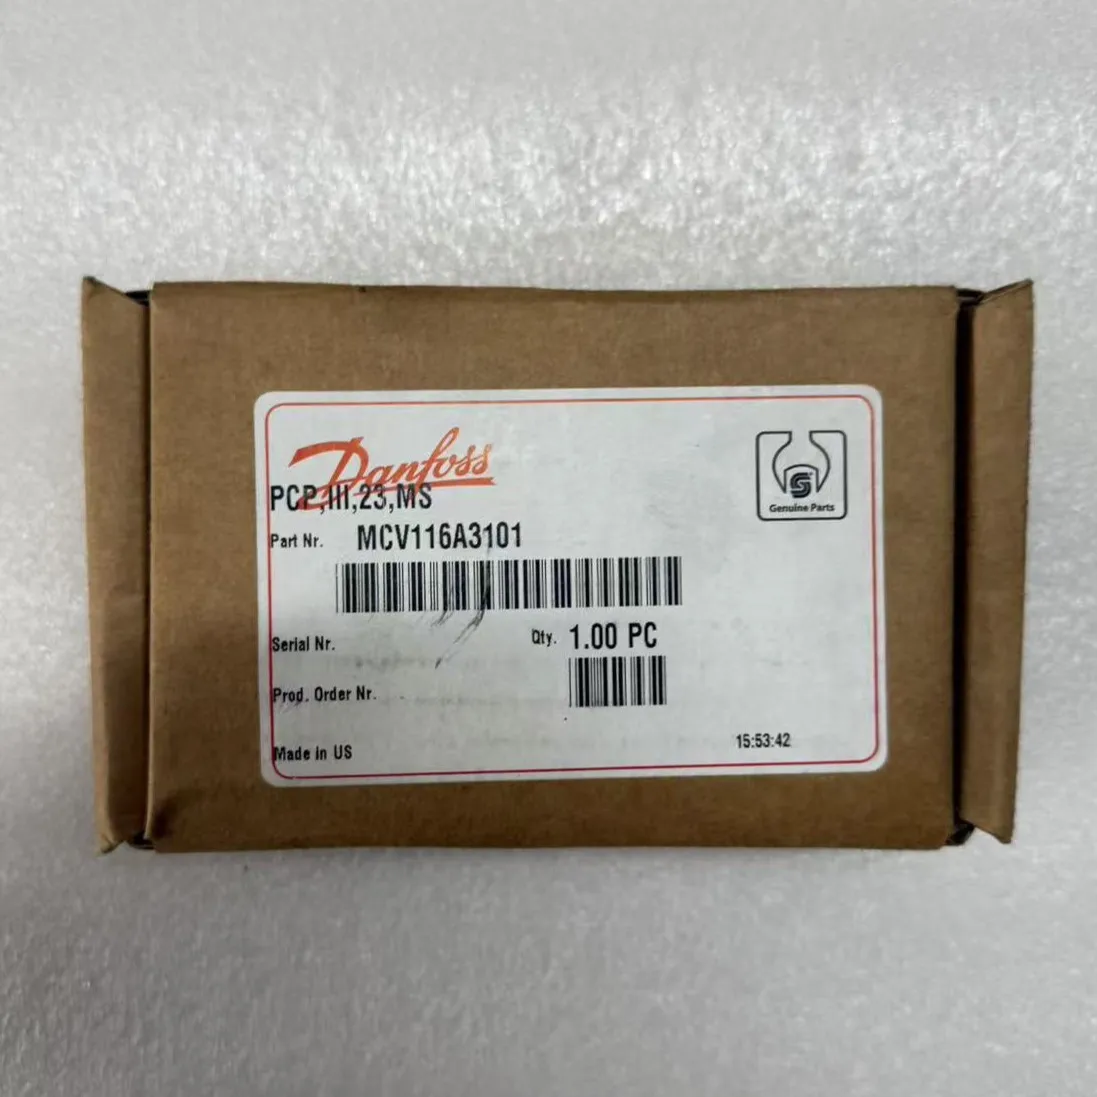 Danfoss
PCP,III,23,MS
Genuine Parts
Part Nr. MCV116A3101
Serial Nr. Qty. 1.00 PC
Prod. Order Nr.
Made in US 15:53:42